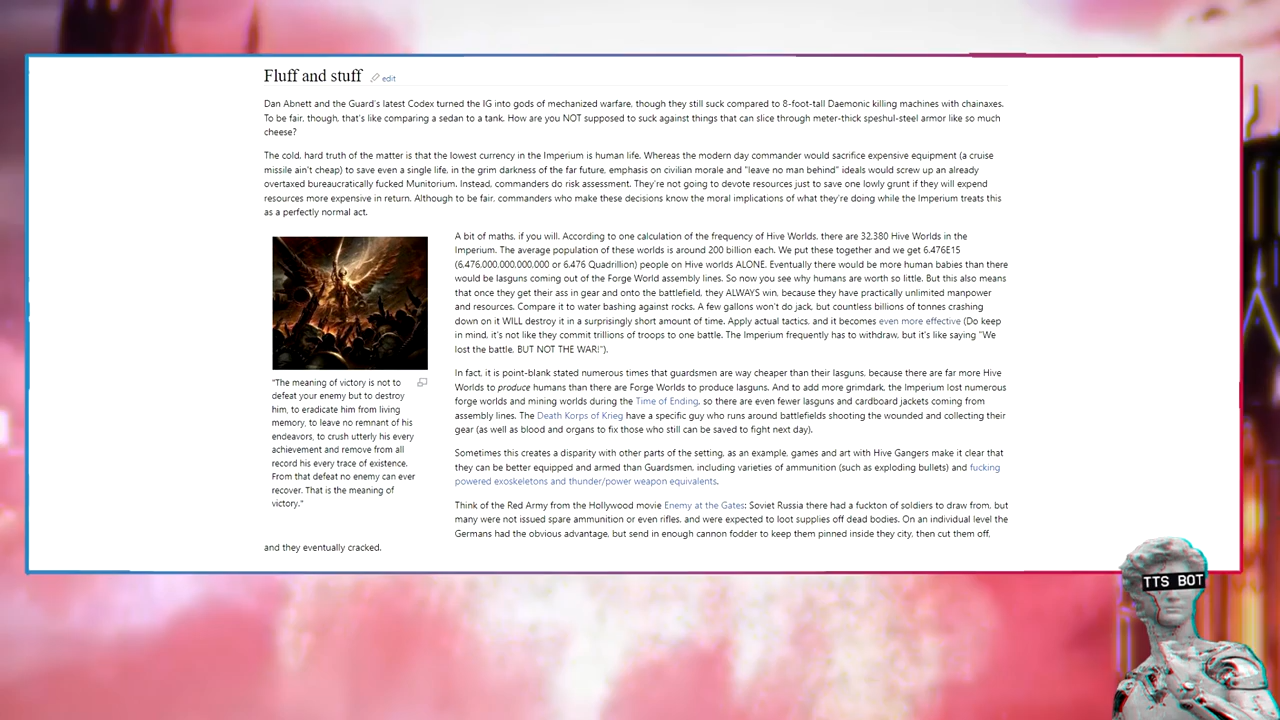 Fluff and stuff edit
Dan Abnett and the Guard's latest Codex turned the IG into gods of mechanized warfare, though they still suck compared to 8-foot-tall Daemonic killing machines with chainaxes.
To be fair, though, that's like comparing a sedan to a tank. How are you NOT supposed to suck against things that can slice through meter-thick speshul-steel armor like so much
cheese?
The cold, hard truth of the matter is that the lowest currency in the Imperium is human life. Whereas the modern day commander would sacrifice expensive equipment (a cruise
missile ain't cheap) to save even a single life, in the grim darkness of the far future, emphasis on civilian morale and "leave no man behind" ideals would screw up an already
overtaxed bureaucratically fucked Munitorium. Instead, commanders do risk assessment. They're not going to devote resources just to save one lowly grunt if they will expend
resources more expensive in return. Although to be fair, commanders who make these decisions know the moral implications of what they're doing while the Imperium treats this
as a perfectly normal act.
A bit of maths, if you will. According to one calculation of the frequency of Hive Worlds, there are 32,380 Hive Worlds in the
Imperium. The average population of these worlds is around 200 billion each. We put these together and we get 6.476E15
(6,476,000,000,000,000 or 6.476 Quadrillion) people on Hive worlds ALONE. Eventually there would be more human babies than there
would be lasguns coming out of the Forge World assembly lines. So now you see why humans are worth so little. But this also means
that once they get their ass in gear and onto the battlefield, they ALWAYS win, because they have practically unlimited manpower
and resources. Compare it to water bashing against rocks. A few gallons won't do jack, but countless billions of tonnes crashing
down on it WILL destroy it in a surprisingly short amount of time. Apply actual tactics, and it becomes even more effective (Do keep
in mind, it's not like they commit trillions of troops to one battle. The Imperium frequently has to withdraw, but it's like saying "We
lost the battle, BUT NOT THE WAR!").
"The meaning of victory is not to
defeat your enemy but to destroy
him, to eradicate him from living
memory, to leave no remnant of his
endeavors, to crush utterly his every
achievement and remove from all
record his every trace of existence.
From that defeat no enemy can ever
recover. That is the meaning of
victory."
In fact, it is point-blank stated numerous times that guardsmen are way cheaper than their lasguns, because there are far more Hive
Worlds to produce humans than there are Forge Worlds to produce lasguns. And to add more grimdark, the Imperium lost numerous
forge worlds and mining worlds during the Time of Ending, so there are even fewer lasguns and cardboard jackets coming from
assembly lines. The Death Korps of Krieg have a specific guy who runs around battlefields shooting the wounded and collecting their
gear (as well as blood and organs to fix those who still can be saved to fight next day).
Sometimes this creates a disparity with other parts of the setting, as an example, games and art with Hive Gangers make it clear that
they can be better equipped and armed than Guardsmen, including varieties of ammunition (such as exploding bullets) and fucking
powered exoskeletons and thunder/power weapon equivalents.
Think of the Red Army from the Hollywood movie Enemy at the Gates: Soviet Russia there had a fuckton of soldiers to draw from, but
many were not issued spare ammunition or even rifles, and were expected to loot supplies off dead bodies. On an individual level the
Germans had the obvious advantage, but send in enough cannon fodder to keep them pinned inside they city, then cut them off,
and they eventually cracked.
TTS BOT